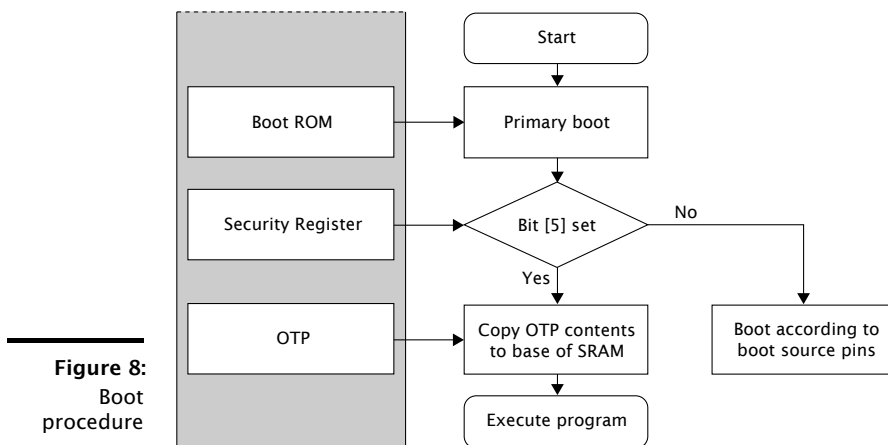 Start
Boot ROM
Primary boot
Security Register
Bit [5] set
No
Yes
OTP
Copy OTP contents
to base of SRAM
Boot according to
boot source pins
Execute program
Figure 8:
Boot
procedure